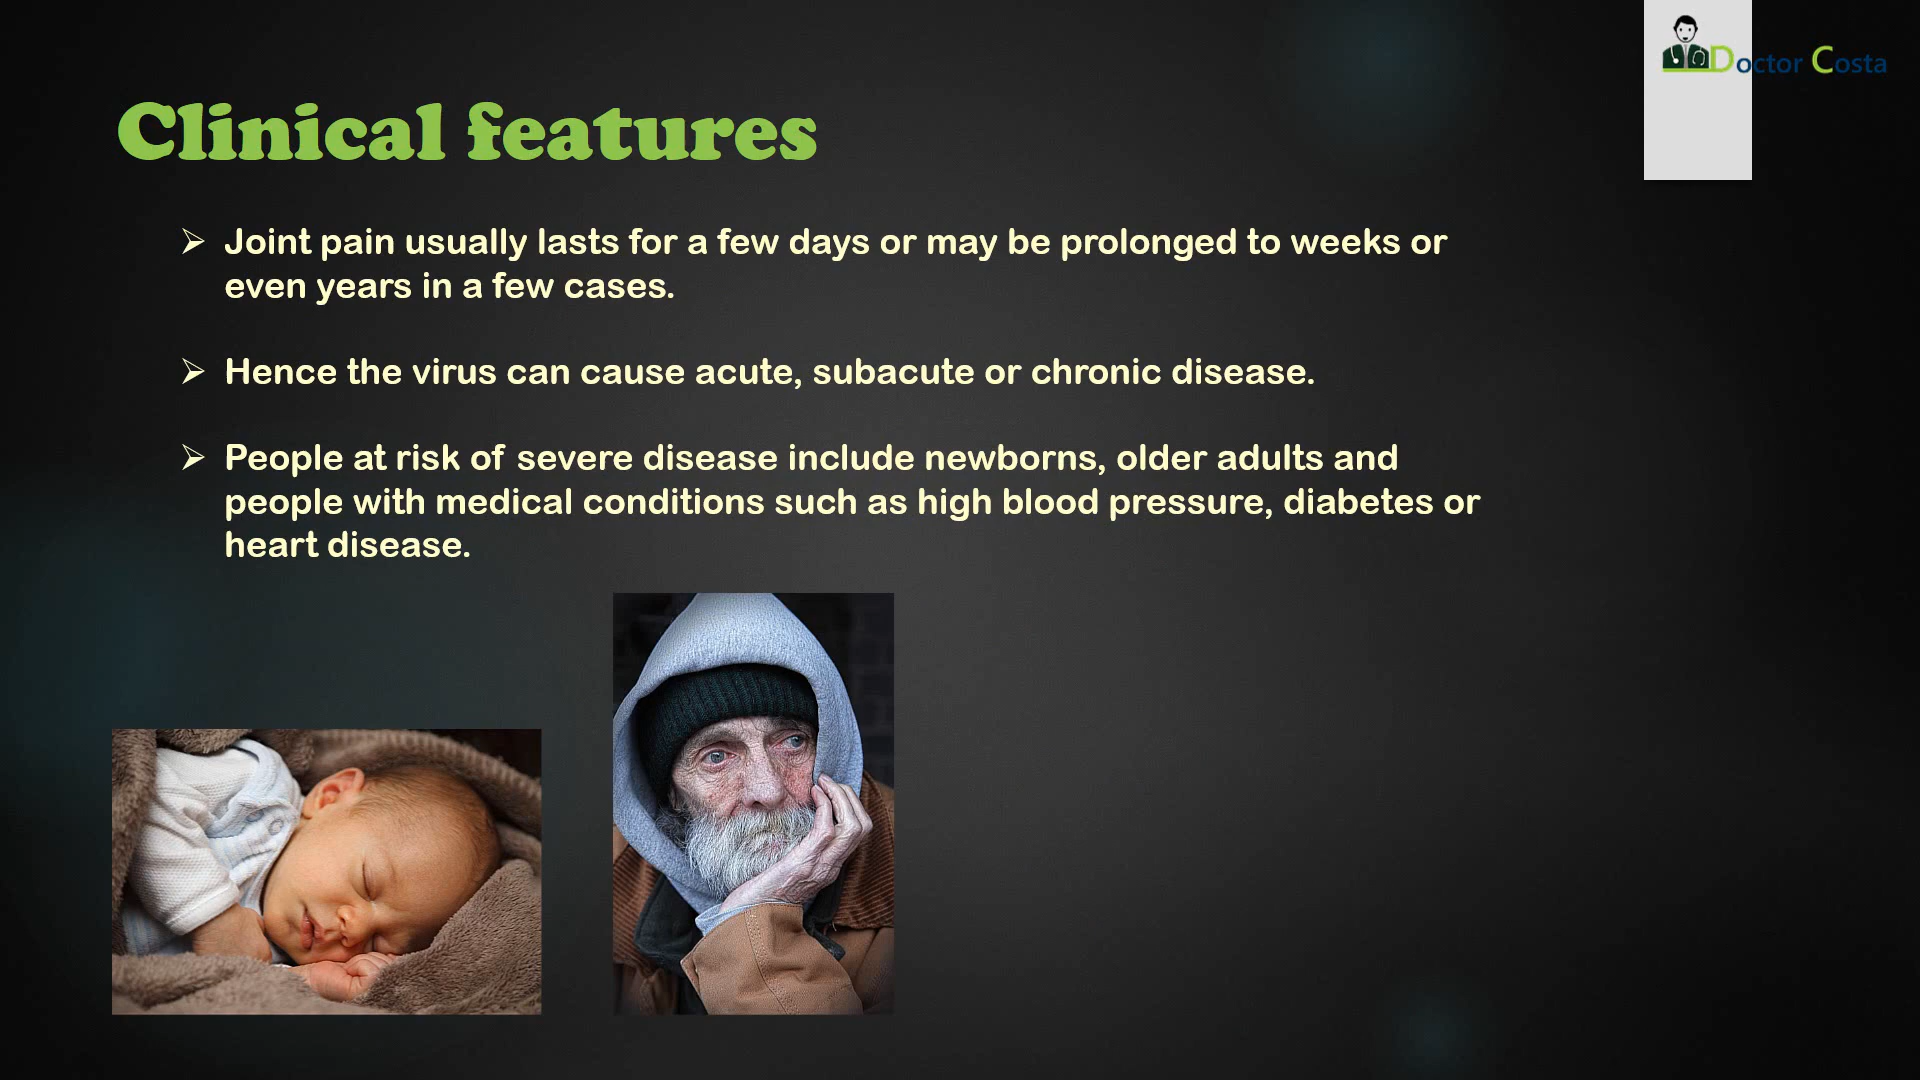 Doctor Costa
Clinical features
Joint pain usually lasts for a few days or may be prolonged to weeks or
even years in a few cases.
Hence the virus can cause acute, subacute or chronic disease.
People at risk of severe disease include newborns, older adults and
people with medical conditions such as high blood pressure, diabetes or
heart disease.